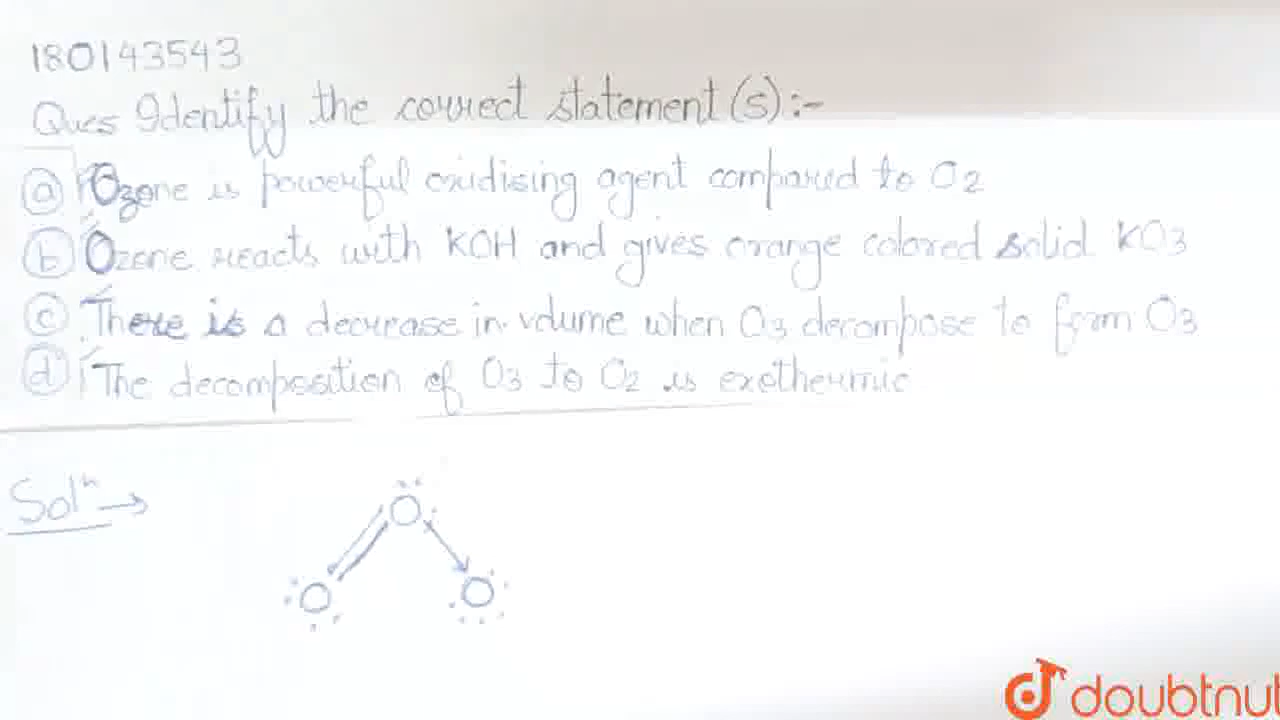 180143543
Ques Identify the correct statement (s):-
(a) Ozone is powerful oxidising agent compared to O2
(b) Ozone reacts with KOH and gives orange colored solid KO3
(c) There is a decrease in volume when O3 decompose to form O3
(d) The decomposition of O3 to O2 is exothermic
Solⁿ →
O
O O
doubtnut